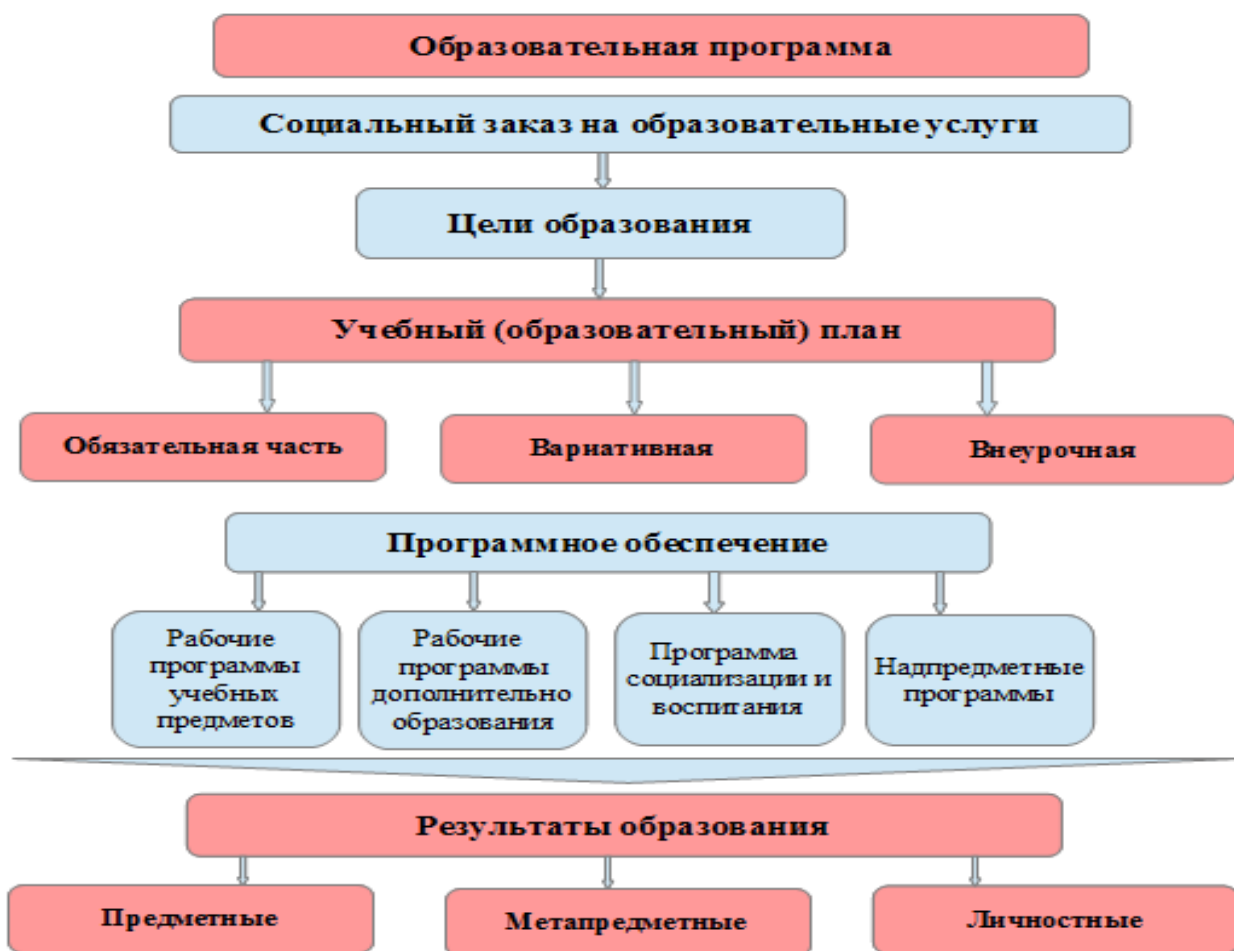 Образовательная программа
Социальный заказ на образовательные услуги
Цели образования
Учебный (образовательный) план
Обязательная часть
Вариативная
Внеурочная
Программное обеспечение
Рабочие
программы
учебных
предметов
Рабочие
программы
дополнительно
образования
Программа
социализации и
воспитания
Надпредметные
программы
Результаты образования
Предметные
Метапредметные
Личностные